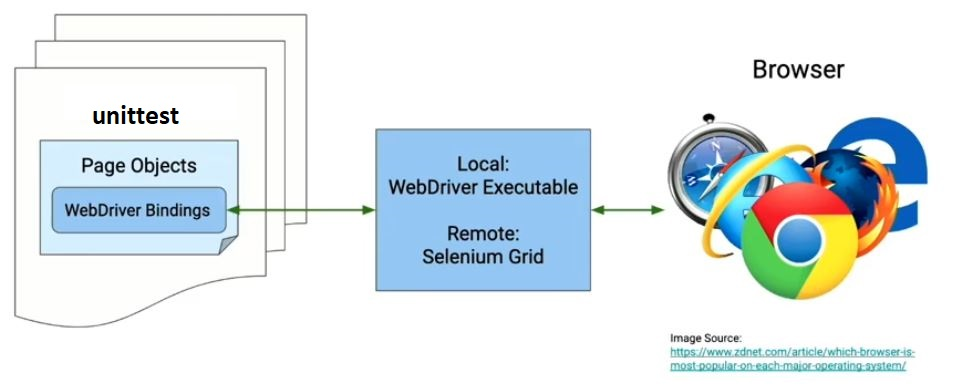 unittest
Page Objects
WebDriver Bindings
Local:
WebDriver Executable
Remote:
Selenium Grid
Browser
N
W
Image Source:
https://www.zdnet.com/article/which-browser-is-
most-popular-on-each-major-operating-system/